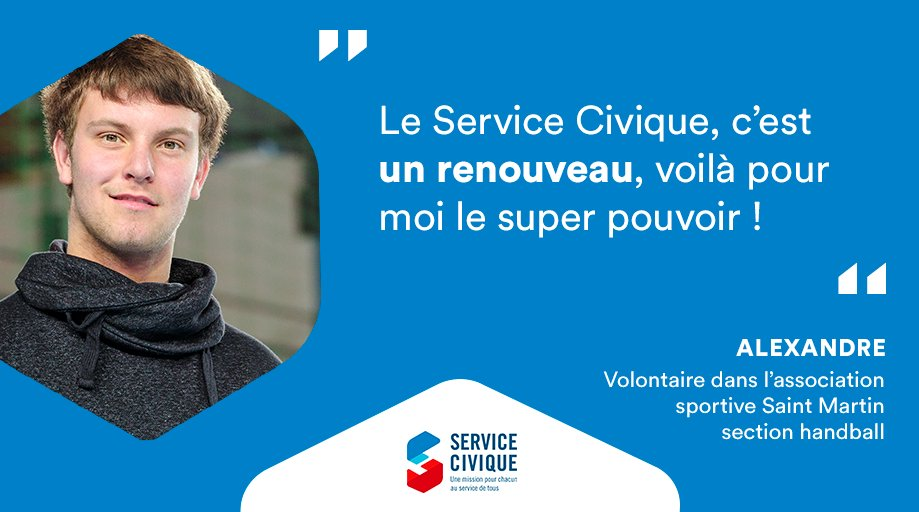 Le Service Civique, c’est
un renouveau, voilà pour
moi le super pouvoir !
ALEXANDRE
Volontaire dans l’association
sportive Saint Martin
section handball
SERVICE
CIVIQUE
Une mission pour chacun
au service de tous